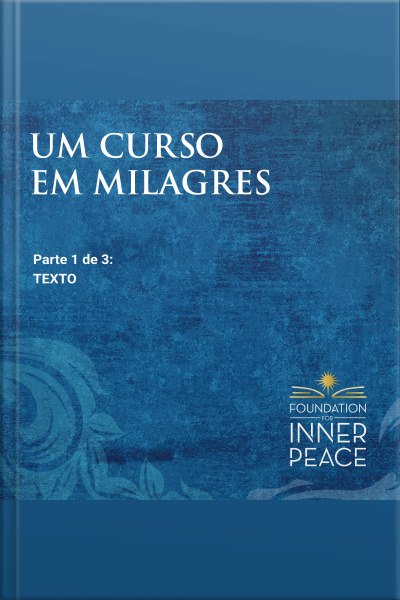 UM CURSO
EM MILAGRES
Parte 1 de 3:
TEXTO
FOUNDATION
FOR
INNER
PEACE